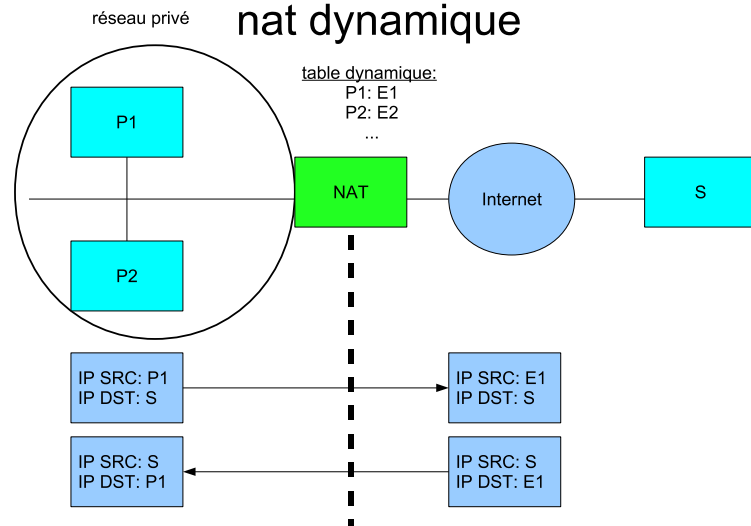 réseau privé
nat dynamique
table dynamique:
P1: E1
P2: E2
...
P1
NAT
Internet
S
P2
IP SRC: P1
IP DST: S
IP SRC: E1
IP DST: S
IP SRC: S
IP DST: P1
IP SRC: S
IP DST: E1